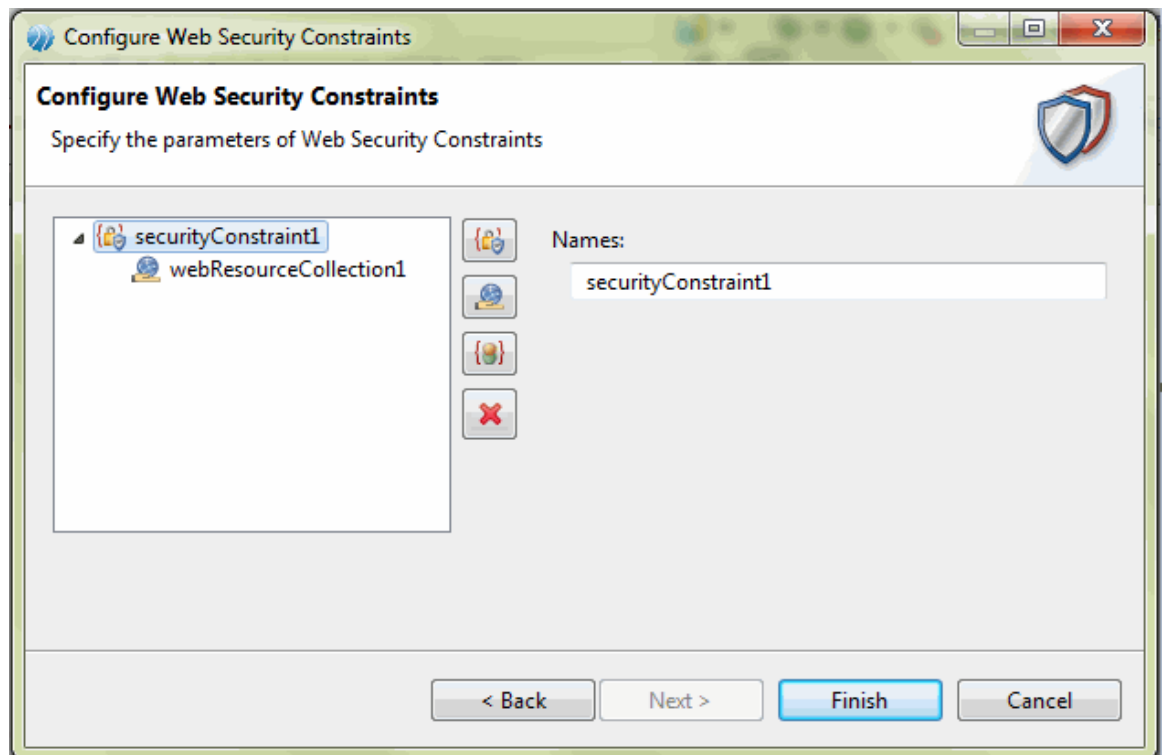 Configure Web Security Constraints
Configure Web Security Constraints
Specify the parameters of Web Security Constraints
securityConstraint1
webResourceCollection1
Names:
securityConstraint1
< Back
Next >
Finish
Cancel